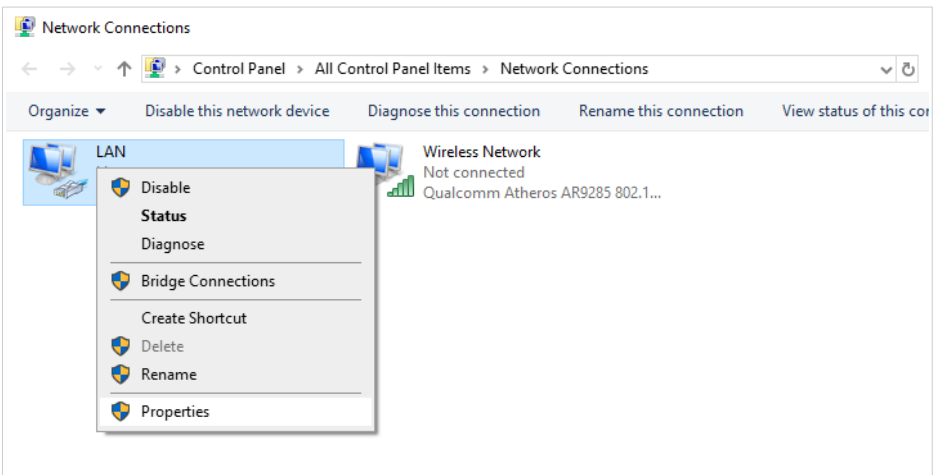 Network Connections
Control Panel > All Control Panel Items > Network Connections
Organize Disable this network device Diagnose this connection Rename this connection View status of this con
LAN
Wireless Network
Not connected
Qualcomm Atheros AR9285 802.1...
Disable
Status
Diagnose
Bridge Connections
Create Shortcut
Delete
Rename
Properties